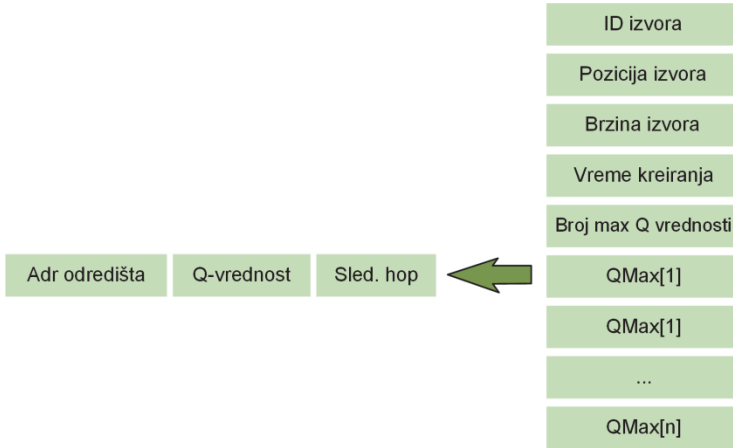 ID izvora
Pozicija izvora
Brzina izvora
Vreme kreiranja
Broj max Q vrednosti
Adr odredišta
Q-vrednost
Sled. hop
QMax[1]
QMax[1]
...
QMax[n]